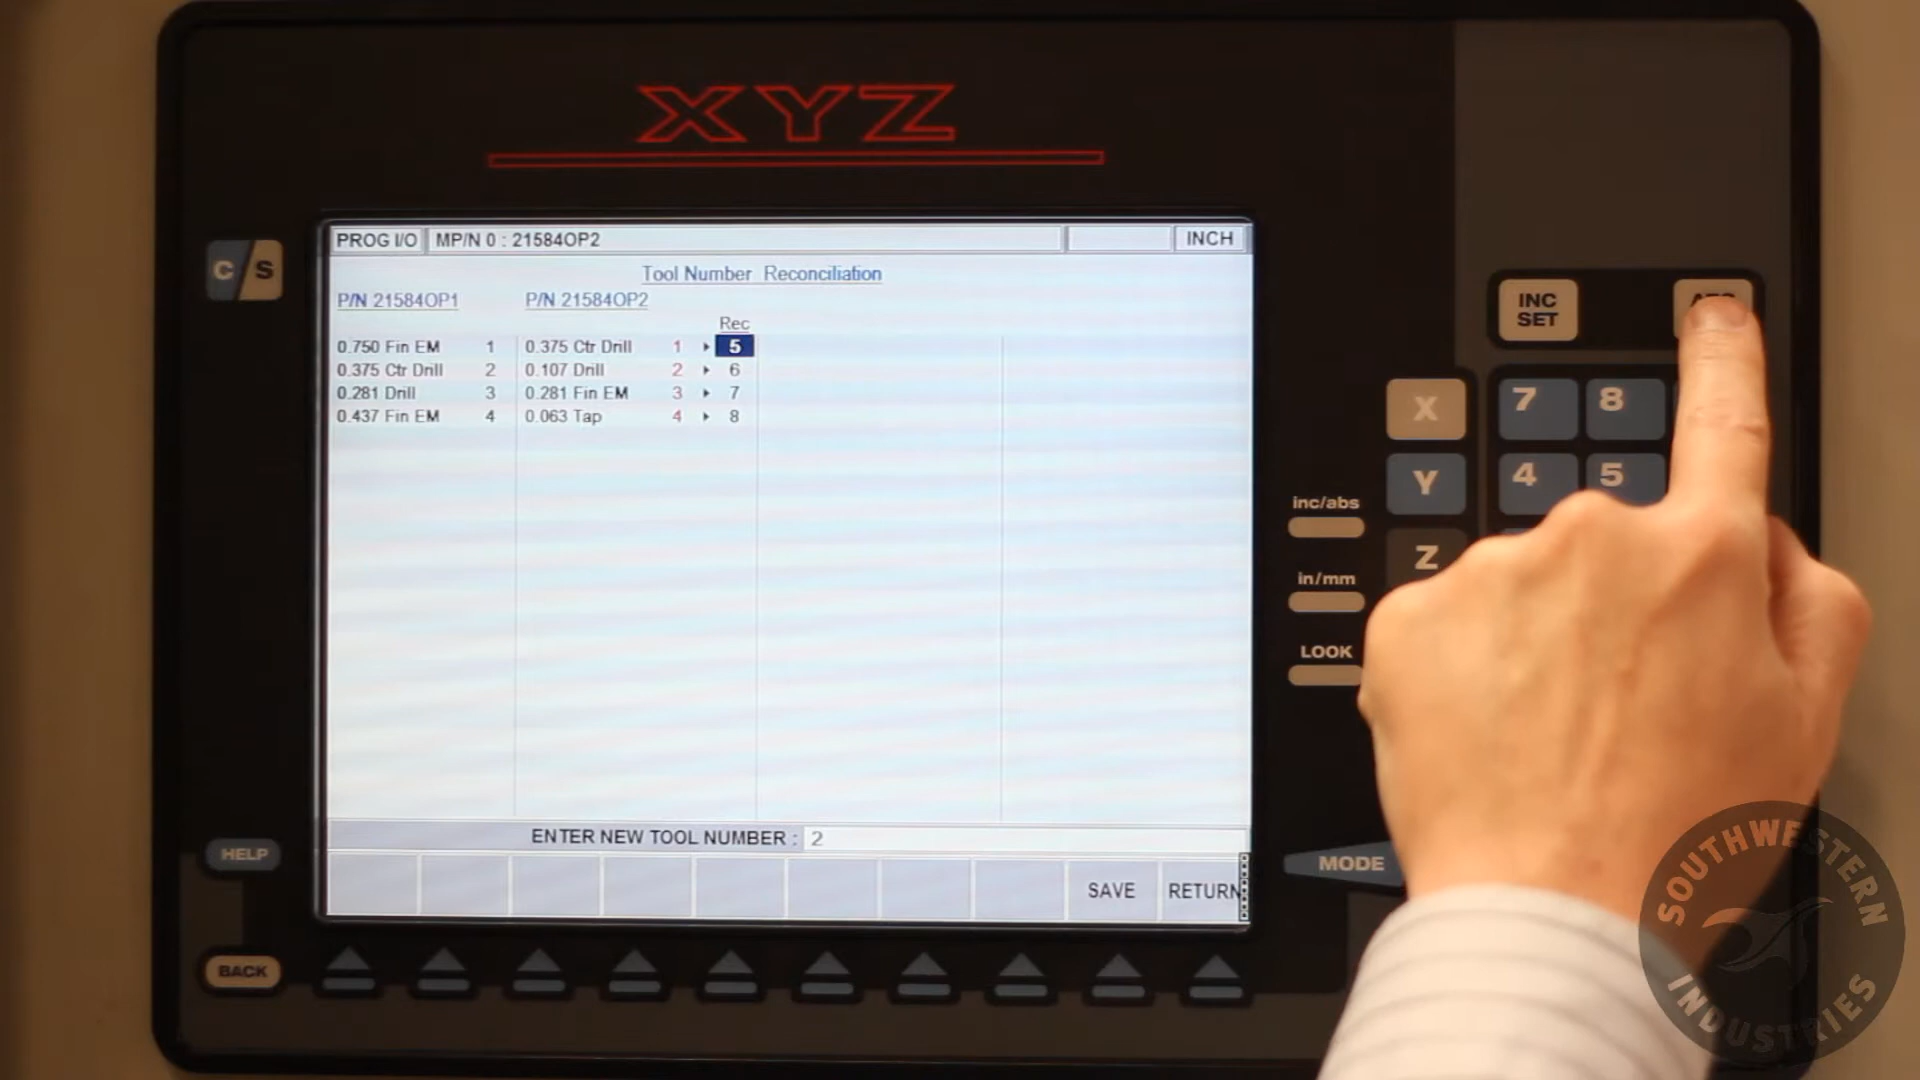 XYZ
PROG I/O MP/N 0 : 21584OP2 INCH
Tool Number Reconciliation
P/N 21584OP1 P/N 21584OP2
Rec
0.750 Fin EM 1 0.375 Ctr Drill 1 5
0.375 Ctr Drill 2 0.107 Drill 2 6
0.281 Drill 3 0.281 Fin EM 3 7
0.437 Fin EM 4 0.063 Tap 4 8
ENTER NEW TOOL NUMBER : 2
SAVE RETURN
C/S
HELP
BACK
INC
SET
X 7 8
Y 4 5
Z
inc/abs
in/mm
LOOK
MODE
SOUTHWESTERN
INDUSTRIES